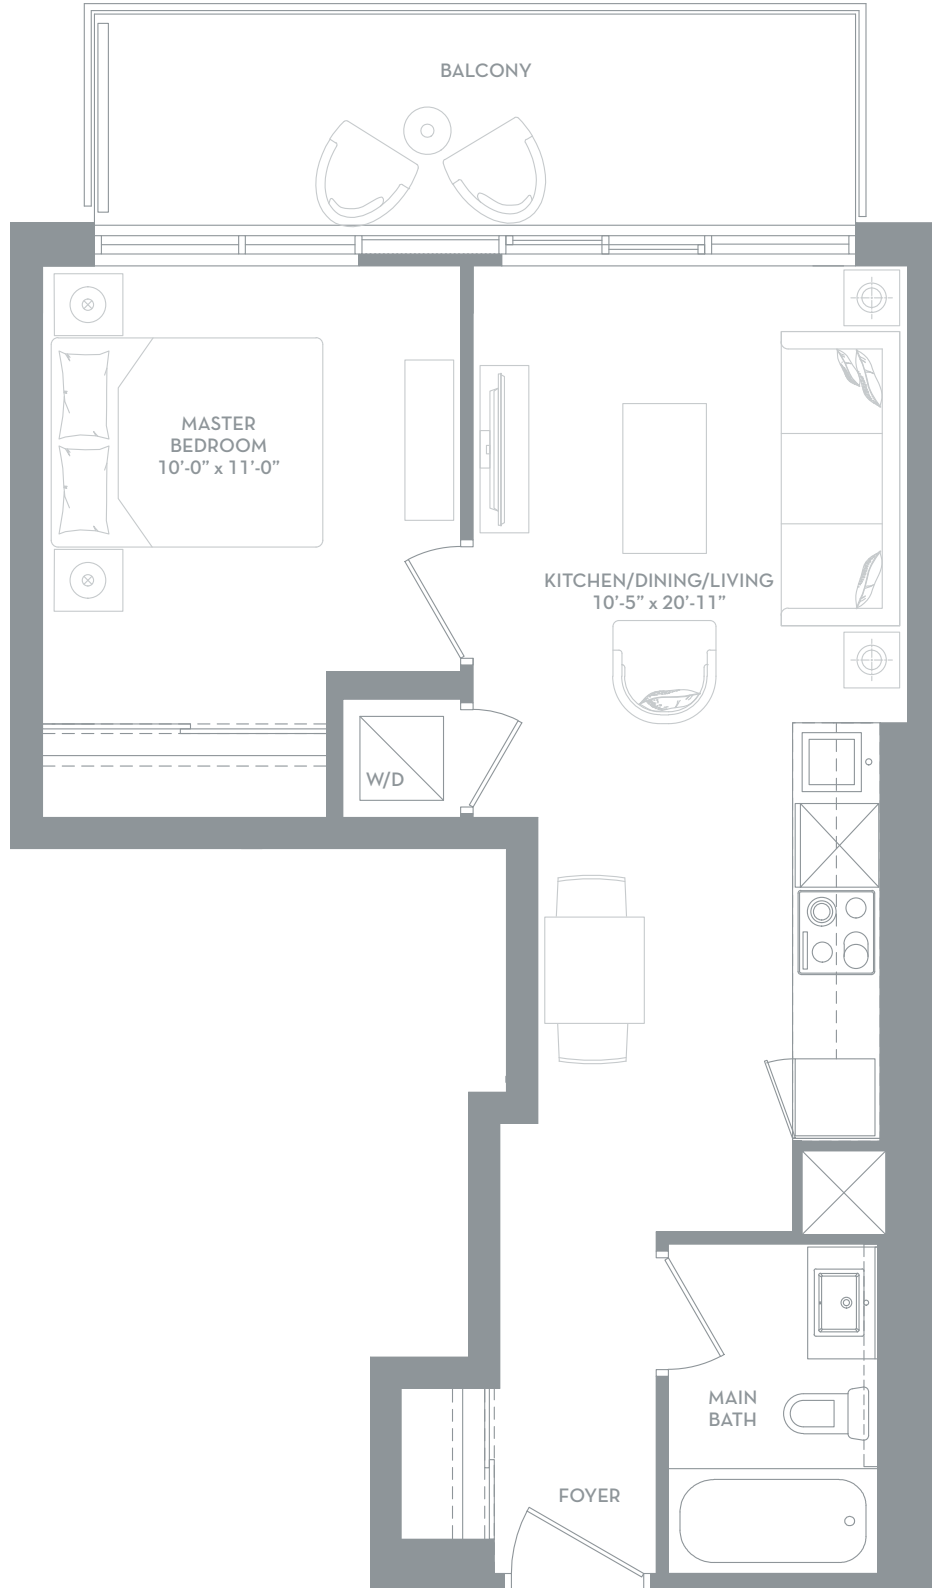 BALCONY
MASTER
BEDROOM
10’-0” x 11’-0”
KITCHEN/DINING/LIVING
10’-5” x 20’-11”
W/D
MAIN
BATH
FOYER